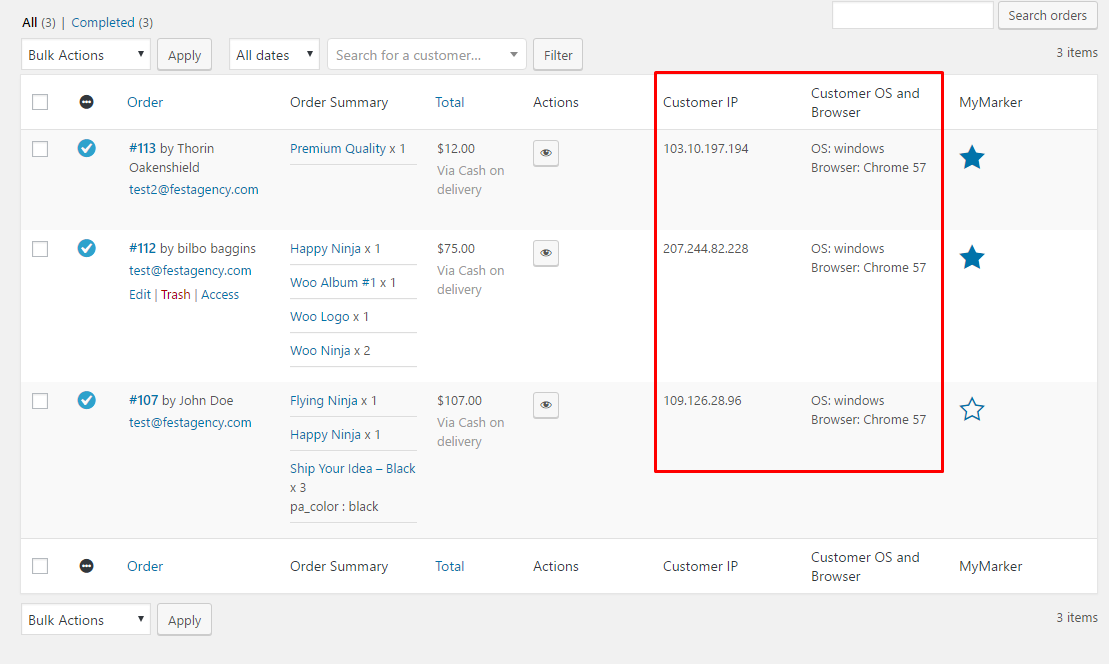 All (3) | Completed (3)
Search orders
Bulk Actions
Apply
All dates
Search for a customer...
Filter
3 items
Order
Order Summary
Total
Actions
Customer IP
Customer OS and
Browser
MyMarker
#113 by Thorin
Oakenshield
test2@festagency.com
Premium Quality x 1
$12.00
Via Cash on
delivery
103.10.197.194
OS: windows
Browser: Chrome 57
#112 by bilbo baggins
test@festagency.com
Edit | Trash | Access
Happy Ninja x 1
Woo Album #1 x 1
Woo Logo x 1
Woo Ninja x 2
$75.00
Via Cash on
delivery
207.244.82.228
OS: windows
Browser: Chrome 57
#107 by John Doe
test@festagency.com
Flying Ninja x 1
Happy Ninja x 1
Ship Your Idea – Black
x 3
pa_color : black
$107.00
Via Cash on
delivery
109.126.28.96
OS: windows
Browser: Chrome 57
Order
Order Summary
Total
Actions
Customer IP
Customer OS and
Browser
MyMarker
Bulk Actions
Apply
3 items